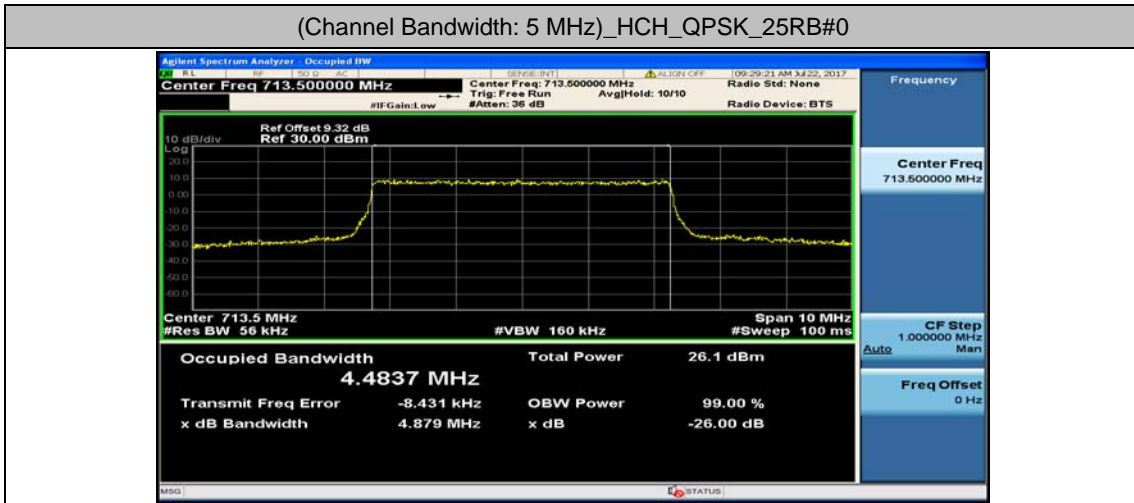 (Channel Bandwidth: 5 MHz)_HCH_QPSK_25RB#0
Agilent Spectrum Analyzer - Occupied BW
LXI RL RF 50 Ω AC SENSE:INT ALIGN OFF 09:29:21 AM Jul 22, 2017
Center Freq 713.500000 MHz
Center Freq: 713.500000 MHz
Radio Std: None
Trig: Free Run Avg|Hold: 10/10
#IFGain:Low #Atten: 36 dB
Radio Device: BTS
Ref Offset 9.32 dB
10 dB/div Ref 30.00 dBm
Log
20.0
10.0
0.00
-10.0
-20.0
-30.0
-40.0
-50.0
-60.0
Center 713.5 MHz Span 10 MHz
#Res BW 56 kHz #VBW 160 kHz #Sweep 100 ms
Occupied Bandwidth Total Power 26.1 dBm
4.4837 MHz
Transmit Freq Error -8.431 kHz OBW Power 99.00 %
x dB Bandwidth 4.879 MHz x dB -26.00 dB
MSG STATUS
Frequency
Center Freq
713.500000 MHz
CF Step
1.000000 MHz
Auto Man
Freq Offset
0 Hz